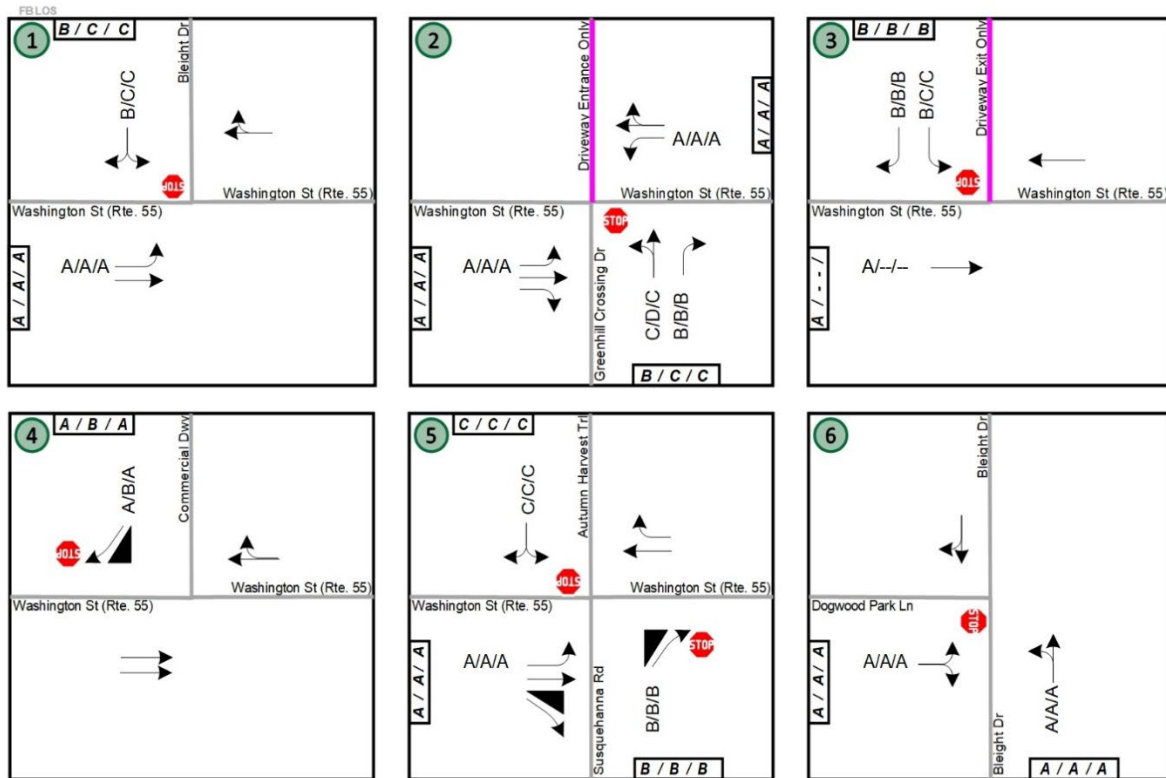 FB LOS
1
B / C / C
Bleight Dr
B/C/C
STOP
Washington St (Rte. 55)
Washington St (Rte. 55)
A/A/A
A / A / A
2
Driveway Entrance Only
A / A / A
A/A/A
Washington St (Rte. 55)
Washington St (Rte. 55)
STOP
A/A/A
A / A / A
Greenhill Crossing Dr
C/D/C
B/B/B
B / C / C
3
B / B / B
Driveway Exit Only
B/B/B
B/C/C
STOP
Washington St (Rte. 55)
Washington St (Rte. 55)
A/--/--
A / - - /
4
A / B / A
Commercial Dwy
A/B/A
STOP
Washington St (Rte. 55)
Washington St (Rte. 55)
5
C / C / C
Autumn Harvest Trl
C/C/C
STOP
Washington St (Rte. 55)
Washington St (Rte. 55)
A/A/A
A / A / A
Susquehanna Rd
STOP
B/B/B
B / B / B
6
Bleight Dr
Dogwood Park Ln
STOP
A/A/A
A / A / A
Bleight Dr
A/A/A
A / A / A